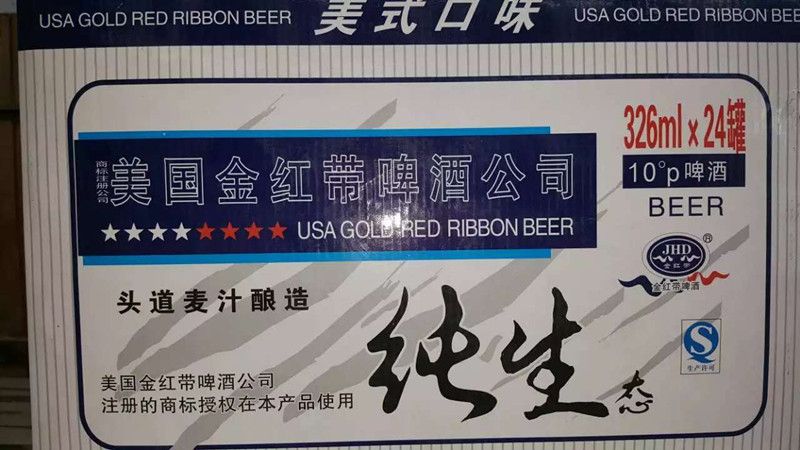 USA GOLD RED RIBBON BEER
美式口味
USA GOLD RED RIBBON BEE
326ml x 24罐
商标注册公司
美国金红带啤酒公司
10°p啤酒
USA GOLD RED RIBBON BEER
BEER
JHD
®
金红带
金红带啤酒
头道麦汁酿造
纯生态
S
生产许可
美国金红带啤酒公司
注册的商标授权在本产品使用